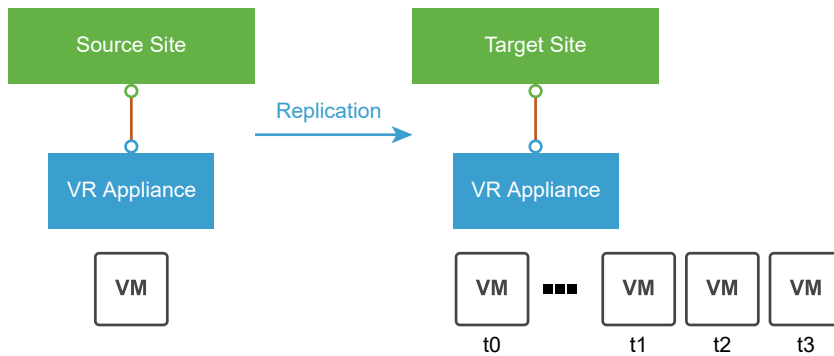 Source Site
Target Site
Replication
VR Appliance
VR Appliance
VM
VM
VM
VM
VM
t0
t1
t2
t3